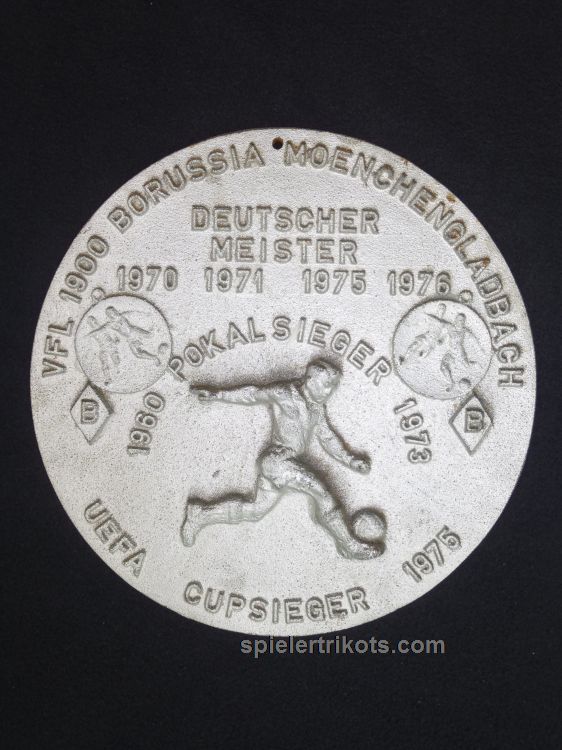 VFL 1900 BORUSSIA MOENCHENGLADBACH
DEUTSCHER
MEISTER
1970 1971 1975 1976
POKALSIEGER
1960 1973
B B
UEFA CUPSIEGER 1975
spielertrikots.com